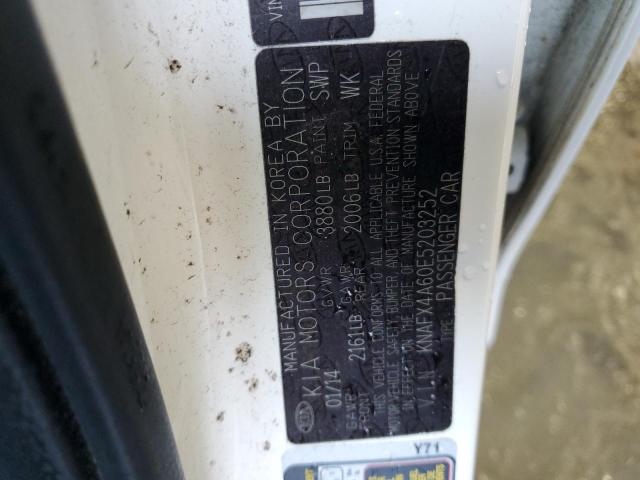 VIN
MANUFACTURED IN KOREA BY
KIA MOTORS CORPORATION
01/14 GVWR 3880LB PAINT SWP
GAWR FRONT 2161LB GAWR REAR 2006LB TRIM WK
THIS VEHICLE CONFORMS TO ALL APPLICABLE U.S.A. FEDERAL
MOTOR VEHICLE SAFETY BUMPER AND THEFT PREVENTION STANDARDS
IN EFFECT ON THE DATE OF MANUFACTURE SHOWN ABOVE
V.I.N: KNAFX4A60E5203252
TYPE: PASSENGER CAR
Y71